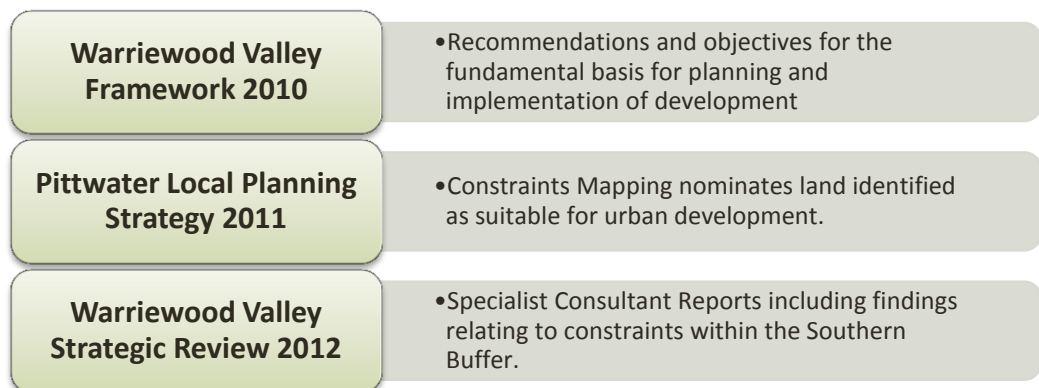 Warriewood Valley
Framework 2010
•Recommendations and objectives for the
fundamental basis for planning and
implementation of development
Pittwater Local Planning
Strategy 2011
•Constraints Mapping nominates land identified
as suitable for urban development.
Warriewood Valley
Strategic Review 2012
•Specialist Consultant Reports including findings
relating to constraints within the Southern
Buffer.